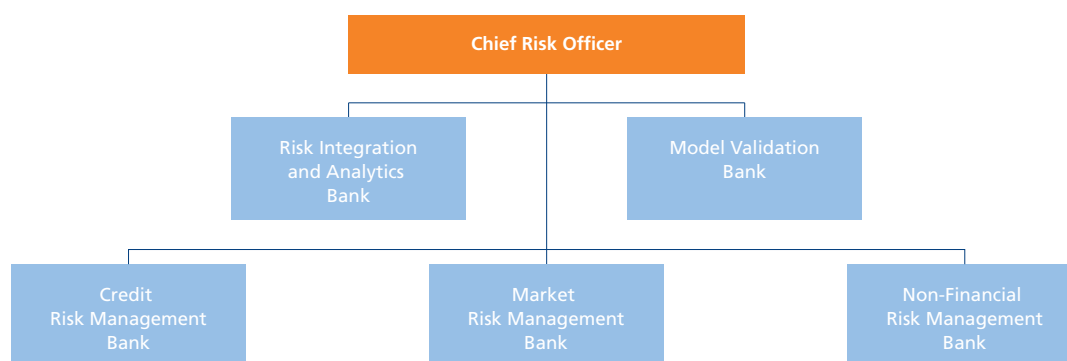 Chief Risk Officer
Risk Integration
and Analytics
Bank
Model Validation
Bank
Credit
Risk Management
Bank
Market
Risk Management
Bank
Non-Financial
Risk Management
Bank